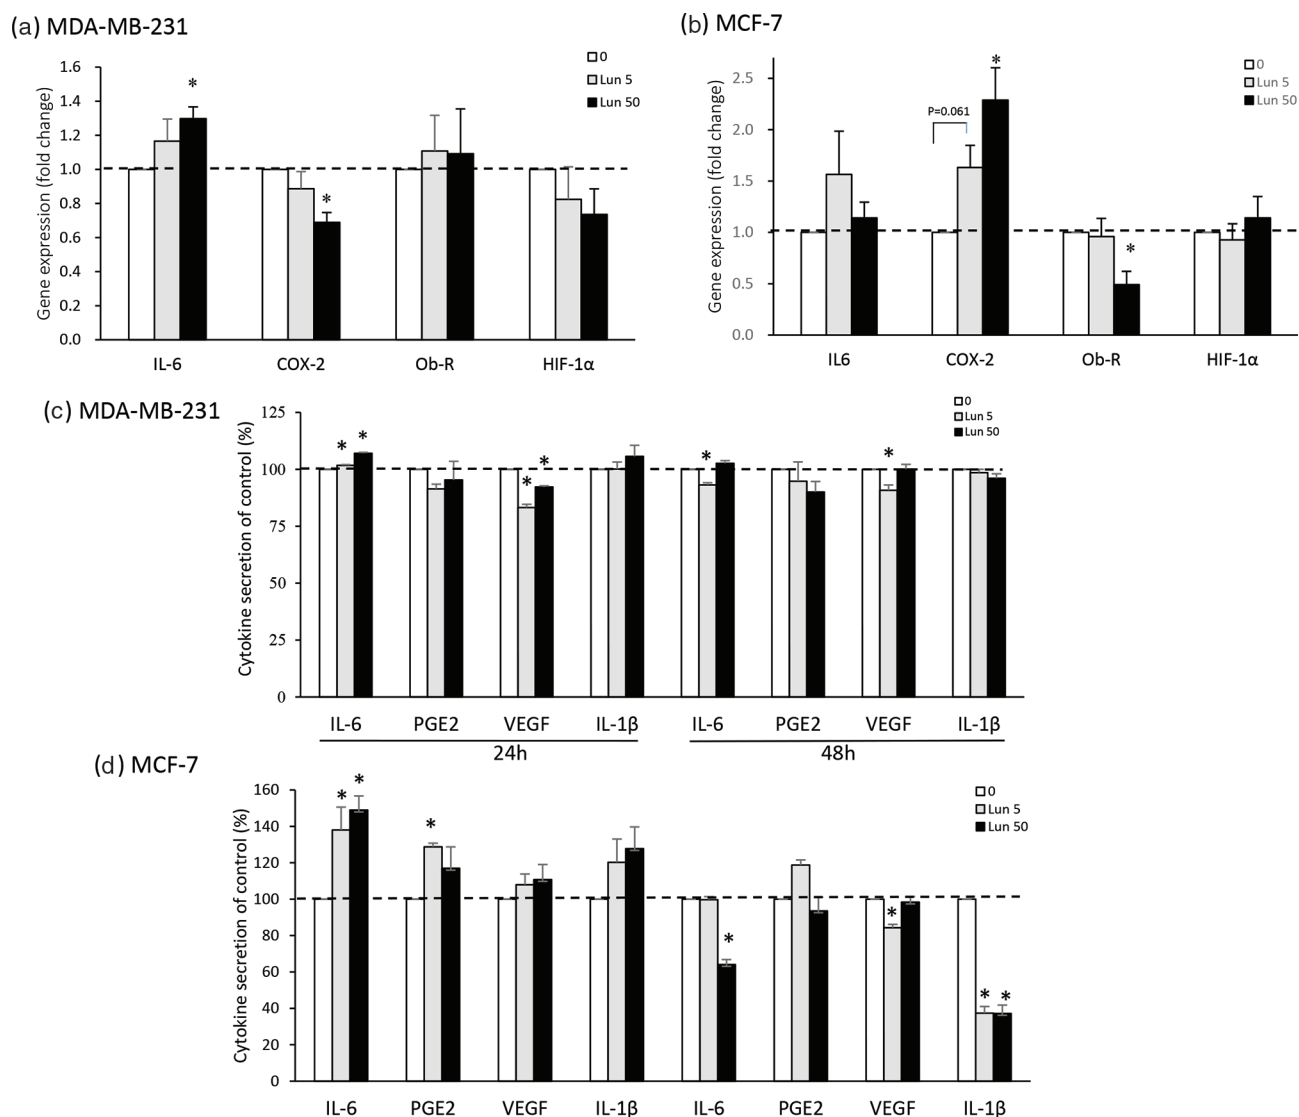 (a) MDA-MB-231
0
Lun 5
Lun 50
Gene expression (fold change)
1.6
1.4
1.2
1.0
0.8
0.6
0.4
0.2
0.0
*
*
IL-6 COX-2 Ob-R HIF-1α
(b) MCF-7
0
Lun 5
Lun 50
Gene expression (fold change)
2.5
2.0
1.5
1.0
0.5
0.0
P=0.061
*
*
IL6 COX-2 Ob-R HIF-1α
(c) MDA-MB-231
0
Lun 5
Lun 50
Cytokine secretion of control (%)
125
100
75
50
25
0
* * * * * *
IL-6 PGE2 VEGF IL-1β IL-6 PGE2 VEGF IL-1β
24h 48h
(d) MCF-7
0
Lun 5
Lun 50
Cytokine secretion of control (%)
160
140
120
100
80
60
40
20
0
* * * * * * *
IL-6 PGE2 VEGF IL-1β IL-6 PGE2 VEGF IL-1β